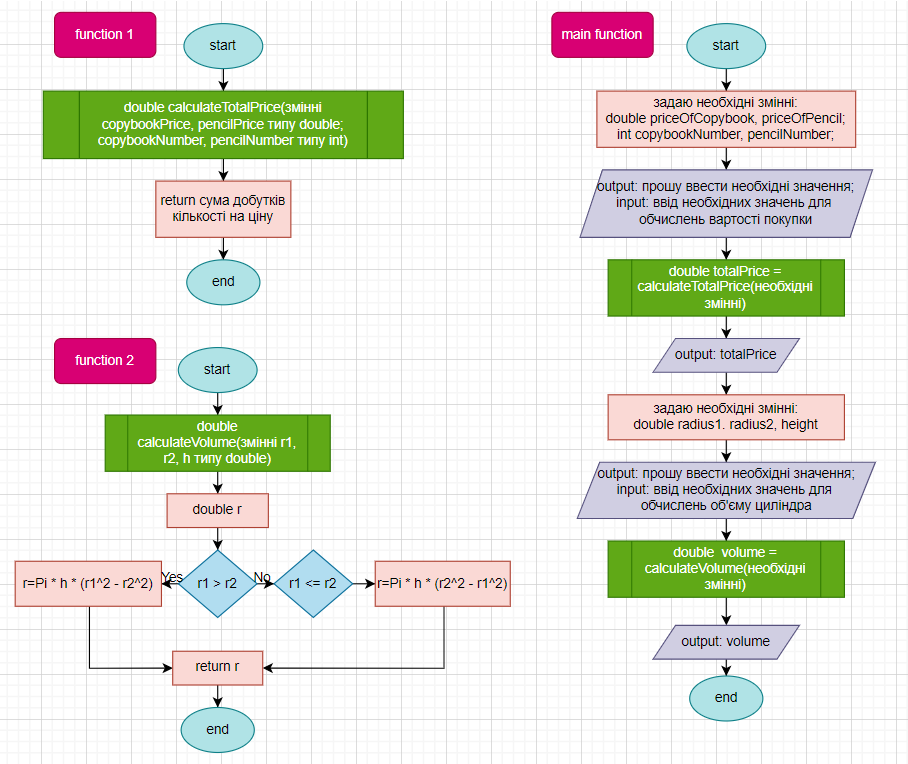 function 1
start
double calculateTotalPrice(змінні
copybookPrice, pencilPrice типу double;
copybookNumber, pencilNumber типу int)
return сума добутків
кількості на ціну
end
function 2
start
double
calculateVolume(змінні r1,
r2, h типу double)
double r
r1 > r2
Yes
No
r1 <= r2
r=Pi * h * (r1^2 - r2^2)
r=Pi * h * (r2^2 - r1^2)
return r
end
main function
start
задаю необхідні змінні:
double priceOfCopybook, priceOfPencil;
int copybookNumber, pencilNumber;
output: прошу ввести необхідні значення;
input: ввід необхідних значень для
обчислень вартості покупки
double totalPrice =
calculateTotalPrice(необхідні
змінні)
output: totalPrice
задаю необхідні змінні:
double radius1. radius2, height
output: прошу ввести необхідні значення;
input: ввід необхідних значень для
обчислень об'єму циліндра
double volume =
calculateVolume(необхідні
змінні)
output: volume
end